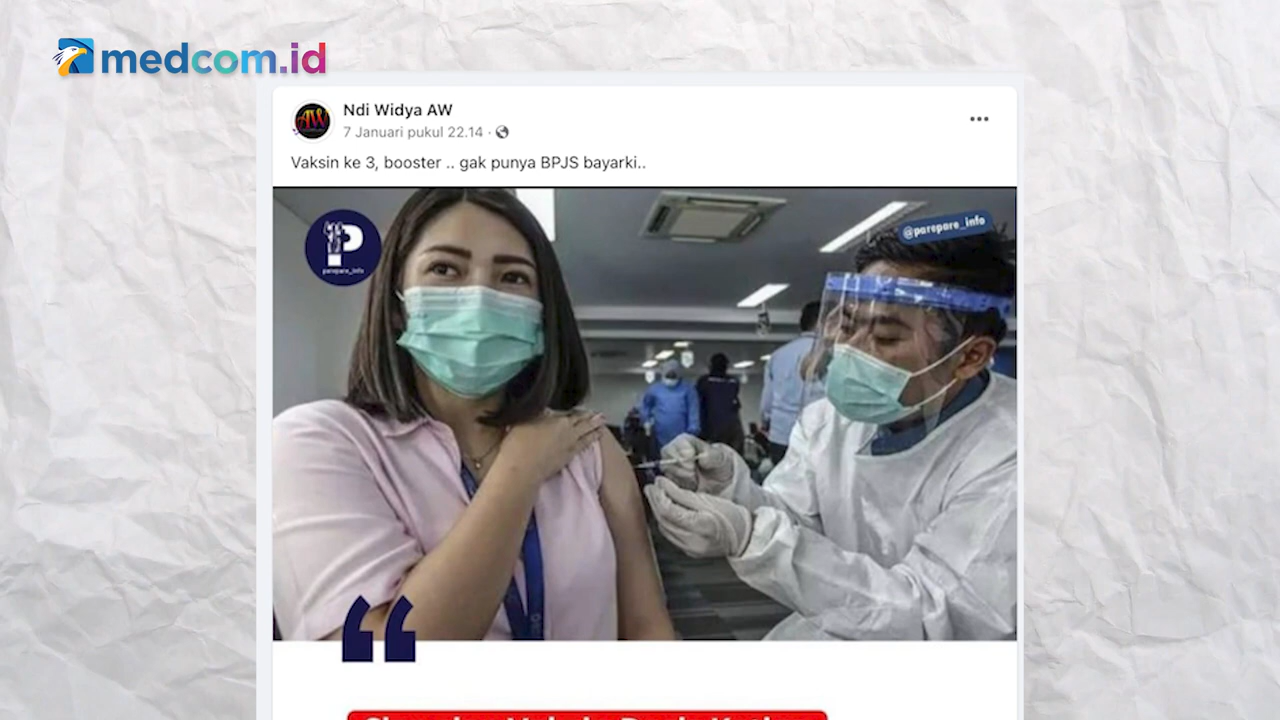 medcom.id
Ndi Widya AW
7 Januari pukul 22.14 ·
Vaksin ke 3, booster .. gak punya BPJS bayarki..
@parepare_info
P
parepare_info
AW
“